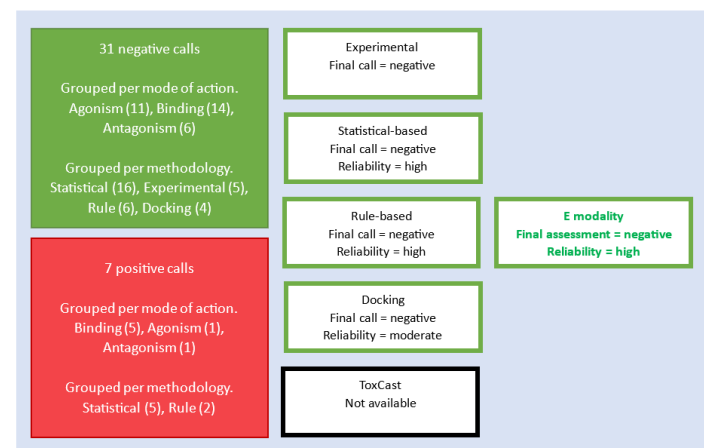 31 negative calls
Grouped per mode of action.
Agonism (11), Binding (14),
Antagonism (6)
Grouped per methodology.
Statistical (16), Experimental (5),
Rule (6), Docking (4)
7 positive calls
Grouped per mode of action.
Binding (5), Agonism (1),
Antagonism (1)
Grouped per methodology.
Statistical (5), Rule (2)
Experimental
Final call = negative
Statistical-based
Final call = negative
Reliability = high
Rule-based
Final call = negative
Reliability = high
Docking
Final call = negative
Reliability = moderate
ToxCast
Not available
E modality
Final assessment = negative
Reliability = high